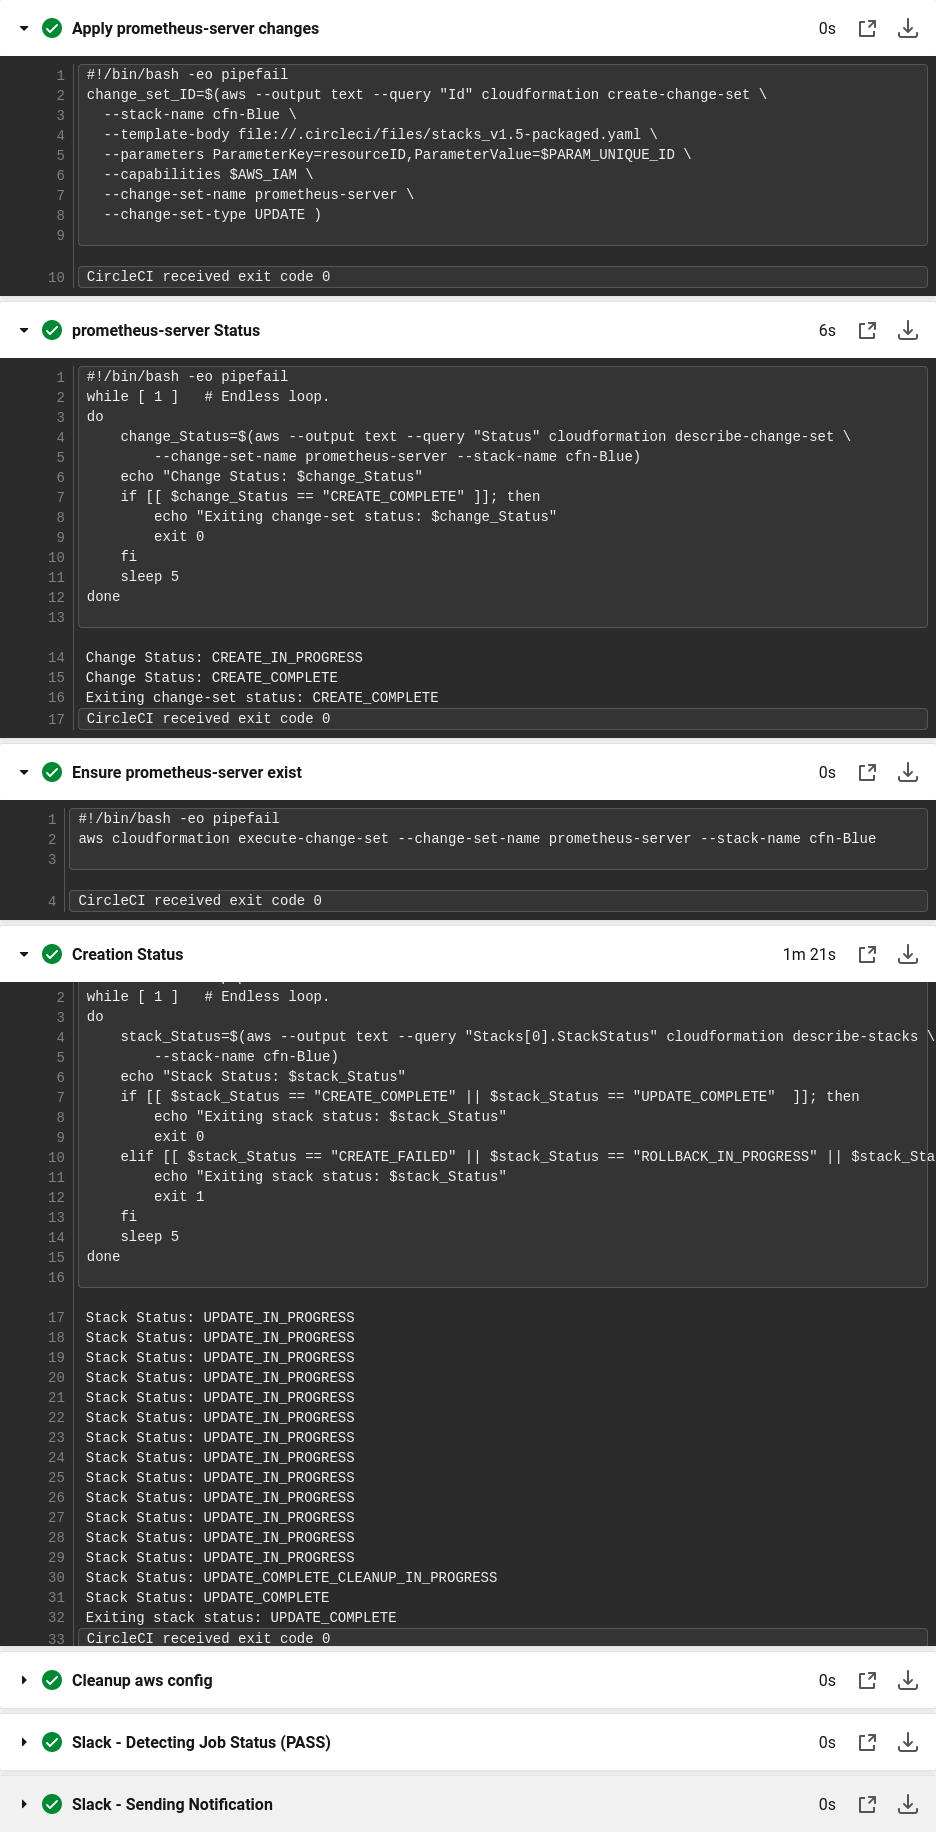 Apply prometheus-server changes 0s
1 #!/bin/bash -eo pipefail
2 change_set_ID=$(aws --output text --query "Id" cloudformation create-change-set \
3 --stack-name cfn-Blue \
4 --template-body file://.circleci/files/stacks_v1.5-packaged.yaml \
5 --parameters ParameterKey=resourceID,ParameterValue=$PARAM_UNIQUE_ID \
6 --capabilities $AWS_IAM \
7 --change-set-name prometheus-server \
8 --change-set-type UPDATE )
9
10 CircleCI received exit code 0
prometheus-server Status 6s
1 #!/bin/bash -eo pipefail
2 while [ 1 ]   # Endless loop.
3 do
4     change_Status=$(aws --output text --query "Status" cloudformation describe-change-set \
5         --change-set-name prometheus-server --stack-name cfn-Blue)
6     echo "Change Status: $change_Status"
7     if [[ $change_Status == "CREATE_COMPLETE" ]]; then
8         echo "Exiting change-set status: $change_Status"
9         exit 0
10     fi
11     sleep 5
12 done
13
14 Change Status: CREATE_IN_PROGRESS
15 Change Status: CREATE_COMPLETE
16 Exiting change-set status: CREATE_COMPLETE
17 CircleCI received exit code 0
Ensure prometheus-server exist 0s
1 #!/bin/bash -eo pipefail
2 aws cloudformation execute-change-set --change-set-name prometheus-server --stack-name cfn-Blue
3
4 CircleCI received exit code 0
Creation Status 1m 21s
2 while [ 1 ]   # Endless loop.
3 do
4     stack_Status=$(aws --output text --query "Stacks[0].StackStatus" cloudformation describe-stacks \
5         --stack-name cfn-Blue)
6     echo "Stack Status: $stack_Status"
7     if [[ $stack_Status == "CREATE_COMPLETE" || $stack_Status == "UPDATE_COMPLETE"  ]]; then
8         echo "Exiting stack status: $stack_Status"
9         exit 0
10     elif [[ $stack_Status == "CREATE_FAILED" || $stack_Status == "ROLLBACK_IN_PROGRESS" || $stack_Sta
11         echo "Exiting stack status: $stack_Status"
12         exit 1
13     fi
14     sleep 5
15 done
16
17 Stack Status: UPDATE_IN_PROGRESS
18 Stack Status: UPDATE_IN_PROGRESS
19 Stack Status: UPDATE_IN_PROGRESS
20 Stack Status: UPDATE_IN_PROGRESS
21 Stack Status: UPDATE_IN_PROGRESS
22 Stack Status: UPDATE_IN_PROGRESS
23 Stack Status: UPDATE_IN_PROGRESS
24 Stack Status: UPDATE_IN_PROGRESS
25 Stack Status: UPDATE_IN_PROGRESS
26 Stack Status: UPDATE_IN_PROGRESS
27 Stack Status: UPDATE_IN_PROGRESS
28 Stack Status: UPDATE_IN_PROGRESS
29 Stack Status: UPDATE_IN_PROGRESS
30 Stack Status: UPDATE_COMPLETE_CLEANUP_IN_PROGRESS
31 Stack Status: UPDATE_COMPLETE
32 Exiting stack status: UPDATE_COMPLETE
33 CircleCI received exit code 0
Cleanup aws config 0s
Slack - Detecting Job Status (PASS) 0s
Slack - Sending Notification 0s